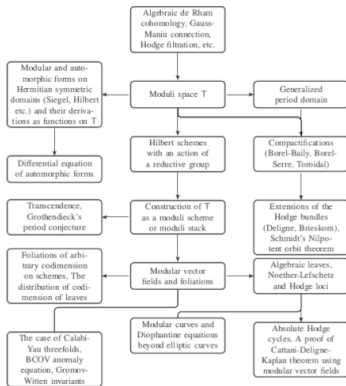 Algebraic de Rham
cohomology, Gauss-
Manin connection,
Hodge filtration, etc.
Modular and auto-
morphic forms on
Hermitian symmetric
domains (Siegel, Hilbert
etc.) and their deriva-
tions as functions on T
Moduli space T
Generalized
period domain
Differential equation
of automorphic forms
Hilbert schemes
with an action of
a reductive group
Compactifications
(Borel-Baily, Borel-
Serre, Toroidal)
Transcendence,
Grothendieck's
period conjecture
Construction of T
as a moduli scheme
or moduli stack
Extensions of the
Hodge bundles
(Deligne, Brieskorn),
Schmidt's Nilpo-
tent orbit theorem
Foliations of arbi-
trary codimension
on schemes, The
distribution of codi-
mension of leaves
Modular vector
fields and foliations
Algebraic leaves,
Noether-Lefschetz
and Hodge loci
The case of Calabi-
Yau threefolds,
BCOV anomaly
equation, Gromov-
Witten invariants
Modular curves and
Diophantine equations
beyond elliptic curves
Absolute Hodge
cycles, A proof of
Cattani-Deligne-
Kaplan theorem using
modular vector fields